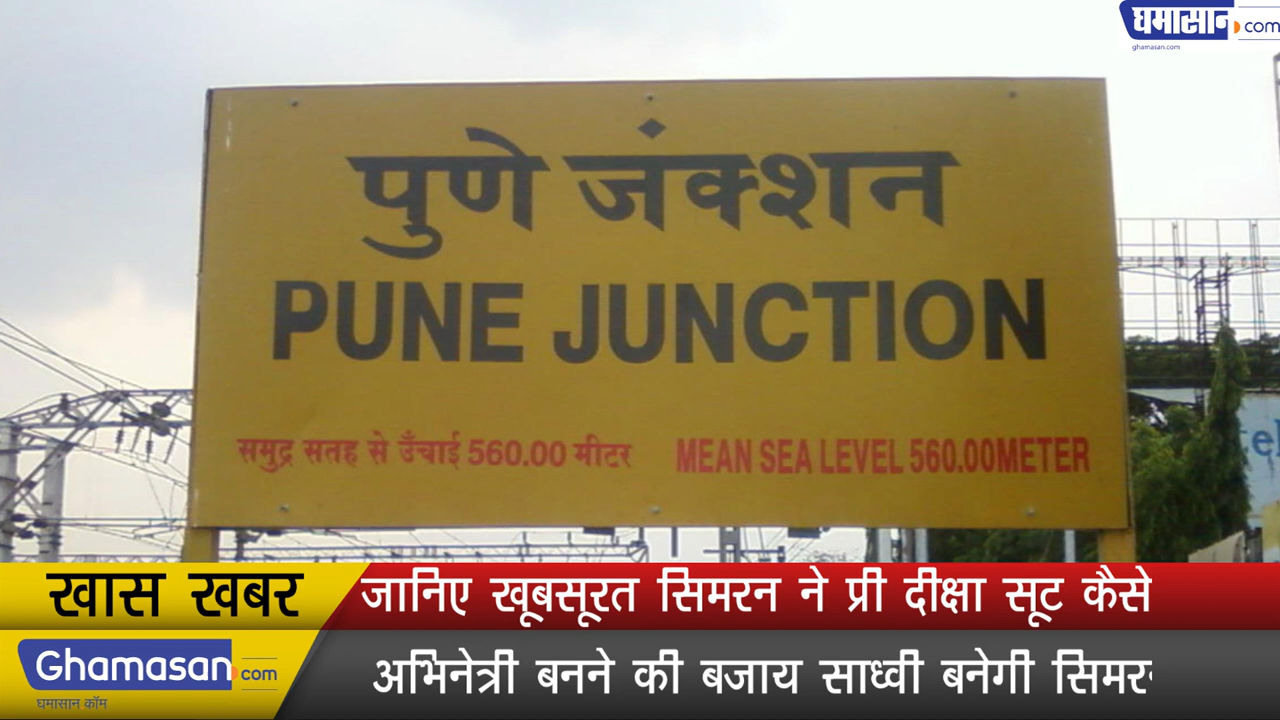 घमासान.com
ghamasan.com
पुणे जंक्शन
PUNE JUNCTION
समुद्र सतह से उँचाई 560.00 मीटर MEAN SEA LEVEL 560.00METER
खास खबर
जानिए खूबसूरत सिमरन ने प्री दीक्षा सूट कैसे
Ghamasan.com
घमासान कॉम
अभिनेत्री बनने की बजाय साध्वी बनेगी